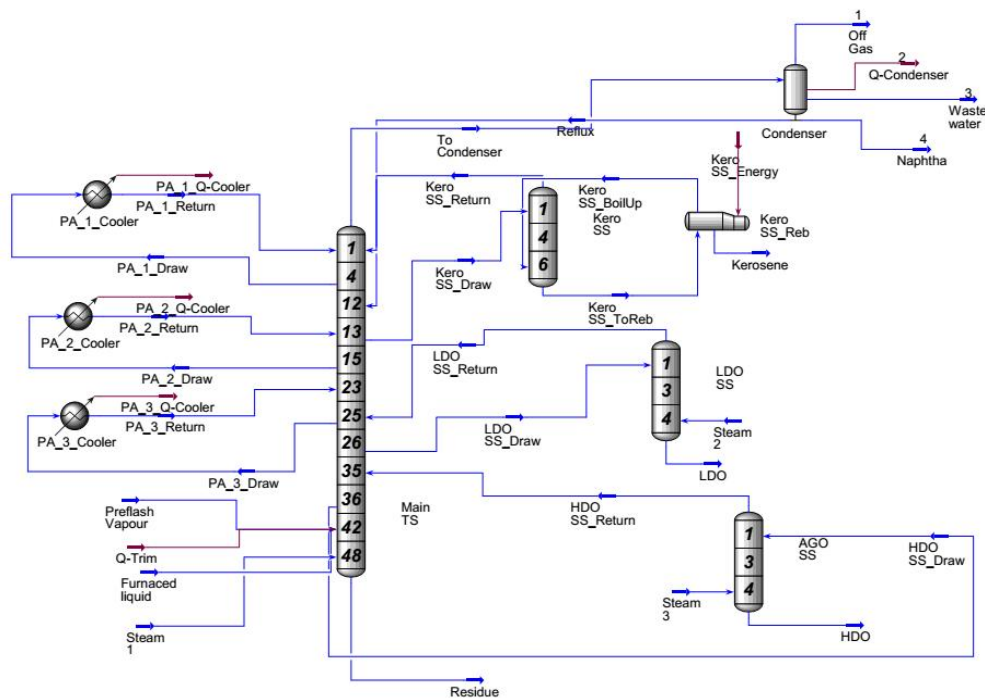 1
Off
Gas
2
Q-Condenser
3
Waste
water
Condenser
4
Naphtha
To
Condenser
Reflux
PA_1_Q-Cooler
PA_1_Return
PA_1_Cooler
PA_1_Draw
PA_2_Q-Cooler
PA_2_Return
PA_2_Cooler
PA_2_Draw
PA_3_Q-Cooler
PA_3_Return
PA_3_Cooler
PA_3_Draw
Preflash
Vapour
Q-Trim
Furnaced
liquid
Steam
1
1
4
12
13
15
23
25
26
35
36
42
48
Main
TS
Residue
Kero
SS_Return
Kero
SS_Draw
1
4
6
Kero
SS_BoilUp
Kero
SS
Kero
SS_ToReb
Kero
SS_Energy
Kero
SS_Reb
Kerosene
LDO
SS_Return
LDO
SS_Draw
1
3
4
LDO
SS
Steam
2
LDO
HDO
SS_Return
1
3
4
AGO
SS
HDO
SS_Draw
Steam
3
HDO